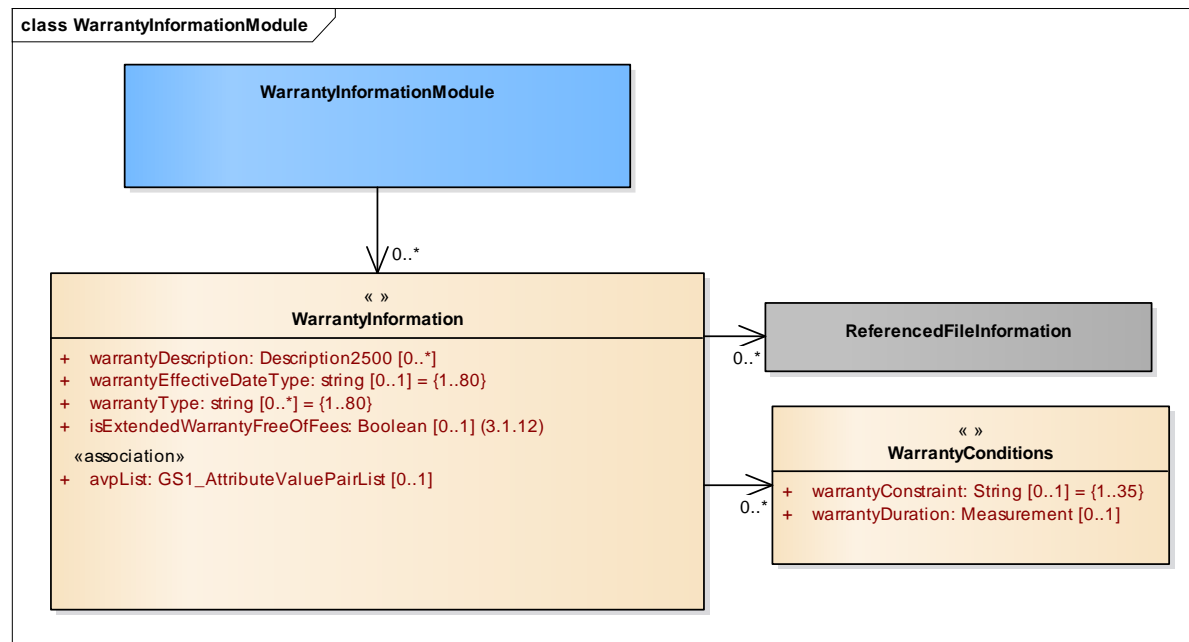 class WarrantyInformationModule
WarrantyInformationModule
0..*
« »
WarrantyInformation
+ warrantyDescription: Description2500 [0..*]
+ warrantyEffectiveDateType: string [0..1] = {1..80}
+ warrantyType: string [0..*] = {1..80}
+ isExtendedWarrantyFreeOfFees: Boolean [0..1] (3.1.12)
«association»
+ avpList: GS1_AttributeValuePairList [0..1]
0..*
ReferencedFileInformation
0..*
« »
WarrantyConditions
+ warrantyConstraint: String [0..1] = {1..35}
+ warrantyDuration: Measurement [0..1]